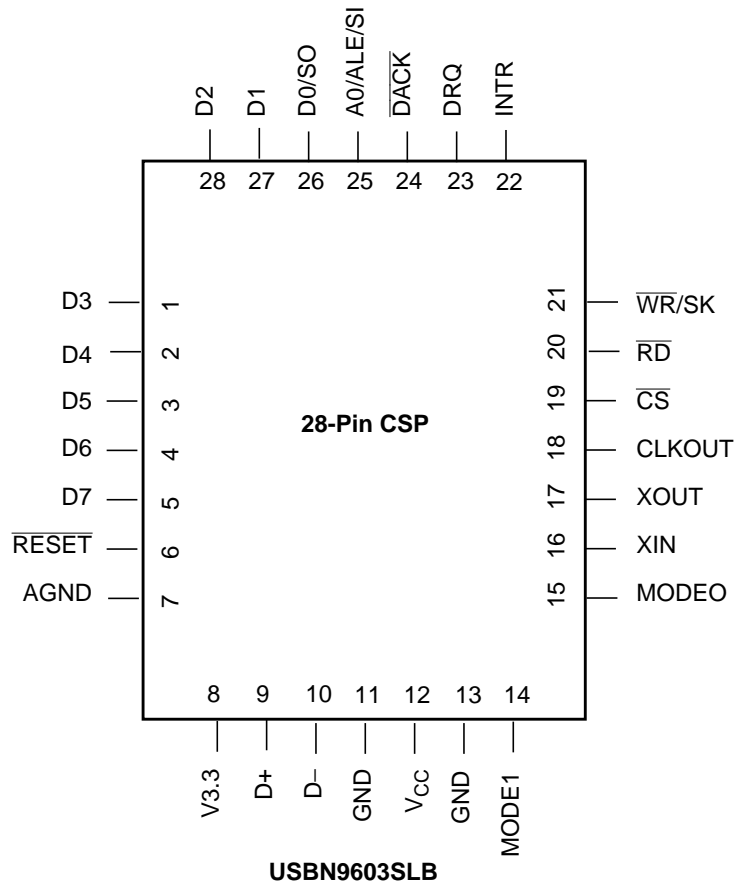 D2 D1 D0/SO A0/ALE/SI DACK DRQ INTR
28 27 26 25 24 23 22
D3 1 21 WR/SK
D4 2 20 RD
D5 3 19 CS
28-Pin CSP
D6 4 18 CLKOUT
D7 5 17 XOUT
RESET 6 16 XIN
AGND 7 15 MODEO
8 9 10 11 12 13 14
V3.3 D+ D– GND VCC GND MODE1
USBN9603SLB